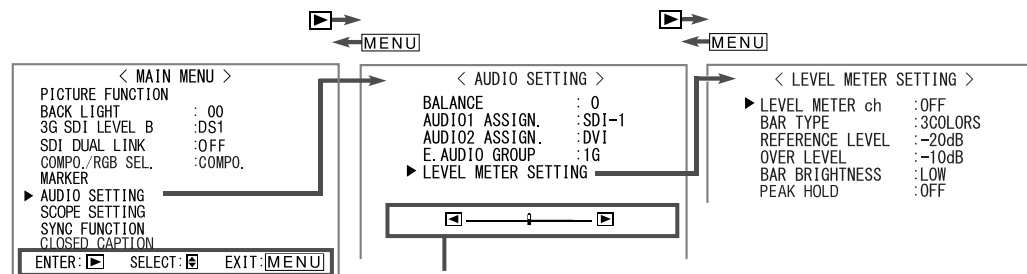 MENU
MENU
< MAIN MENU >
PICTURE FUNCTION
BACK LIGHT : 00
3G SDI LEVEL B :DS1
SDI DUAL LINK :OFF
COMPO./RGB SEL. :COMPO.
MARKER
▶ AUDIO SETTING
SCOPE SETTING
SYNC FUNCTION
CLOSED CAPTION
ENTER: ▶ SELECT: EXIT: MENU
< AUDIO SETTING >
BALANCE : 0
AUDIO1 ASSIGN. :SDI-1
AUDIO2 ASSIGN. :DVI
E.AUDIO GROUP :1G
▶ LEVEL METER SETTING
< LEVEL METER SETTING >
▶ LEVEL METER ch :OFF
BAR TYPE :3COLORS
REFERENCE LEVEL :-20dB
OVER LEVEL :-10dB
BAR BRIGHTNESS :LOW
PEAK HOLD :OFF